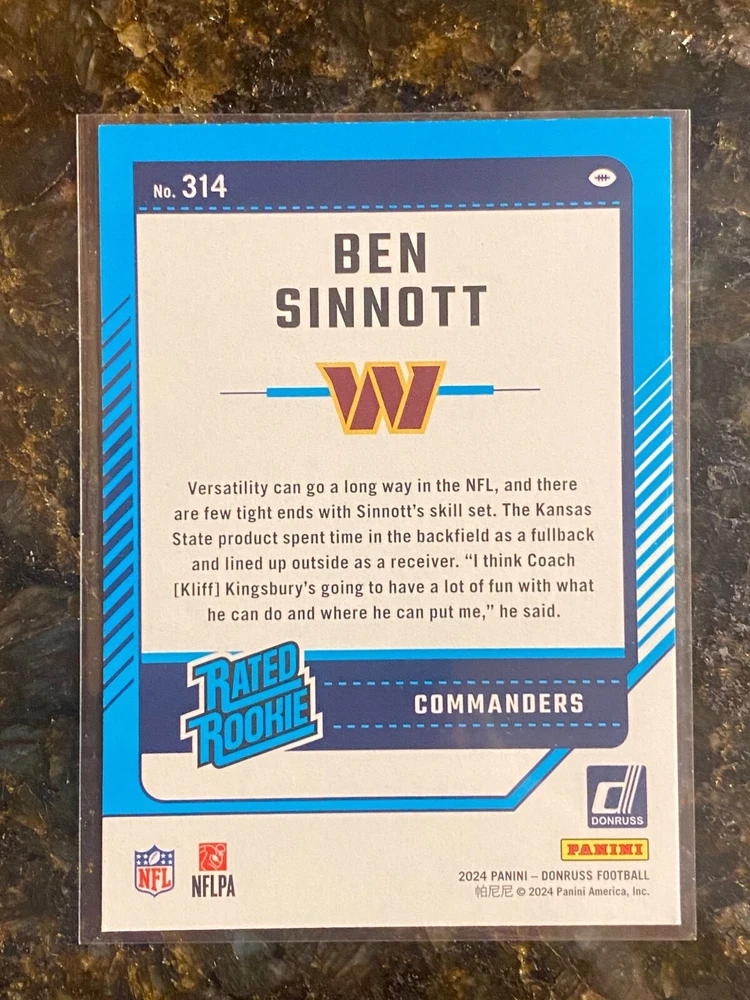 No. 314
BEN
SINNOTT
W
Versatility can go a long way in the NFL, and there
are few tight ends with Sinnott's skill set. The Kansas
State product spent time in the backfield as a fullback
and lined up outside as a receiver. “I think Coach
[Kliff] Kingsbury's going to have a lot of fun with what
he can do and where he can put me,” he said.
RATED
ROOKIE
COMMANDERS
d
DONRUSS
PANINI
NFL
NFLPA
2024 PANINI – DONRUSS FOOTBALL
帕尼尼 © 2024 Panini America, Inc.